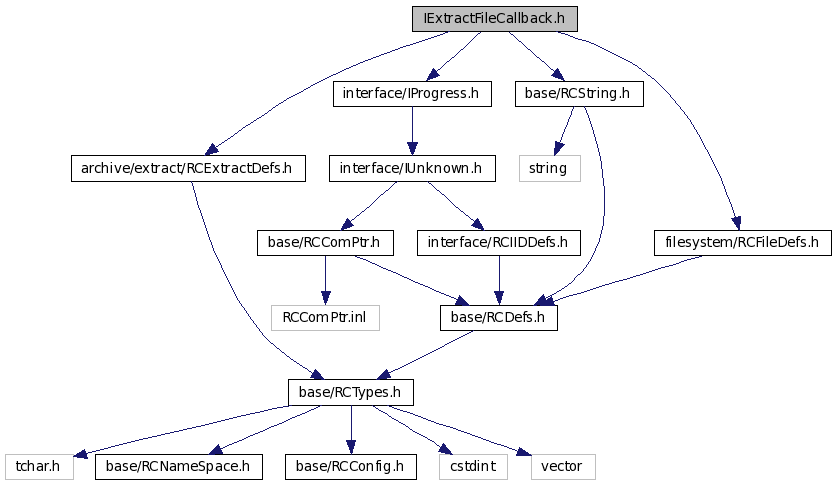 IExtractFileCallback.h
interface/IProgress.h
base/RCString.h
archive/extract/RCExtractDefs.h
interface/IUnknown.h
string
base/RCComPtr.h
interface/RCIIDDefs.h
filesystem/RCFileDefs.h
RCComPtr.inl
base/RCDefs.h
base/RCTypes.h
tchar.h
base/RCNameSpace.h
base/RCConfig.h
cstdint
vector